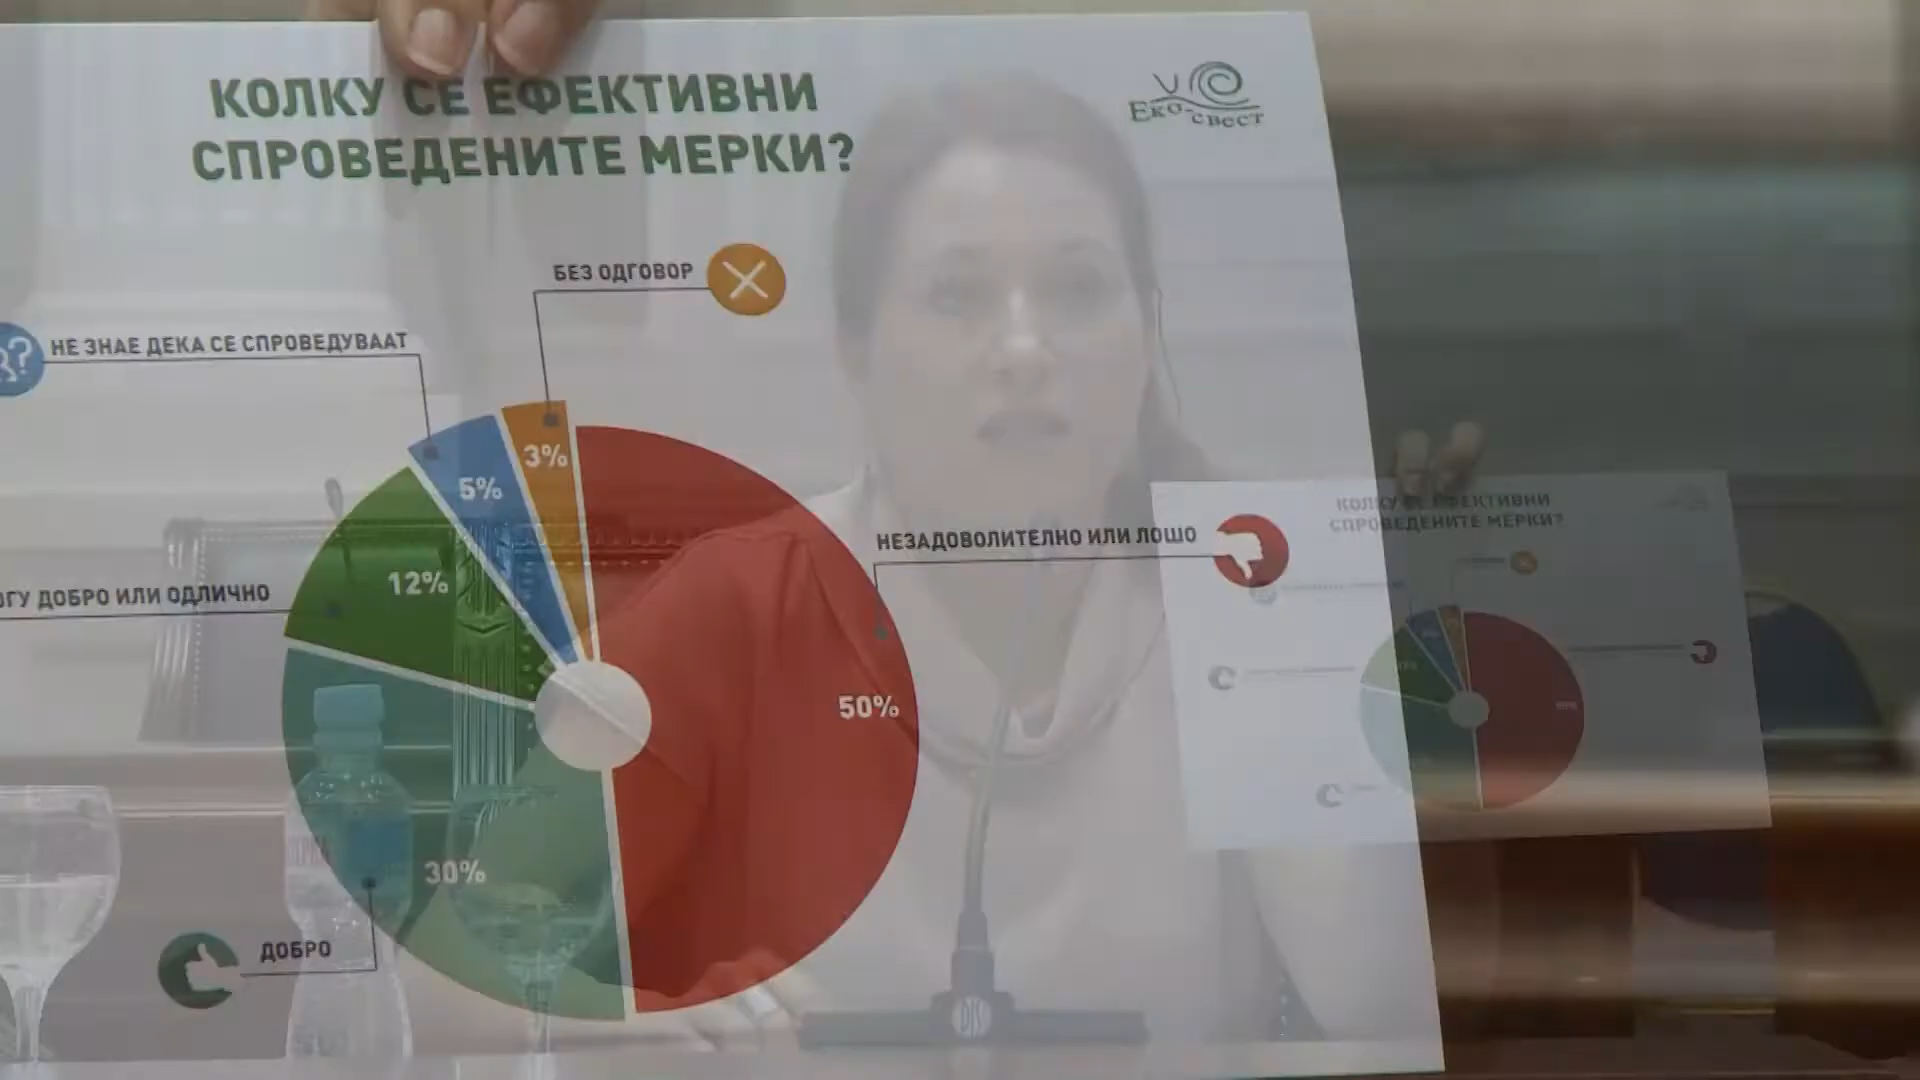 КОЛКУ СЕ ЕФЕКТИВНИ
СПРОВЕДЕНИТЕ МЕРКИ?
Еко-свест
БЕЗ ОДГОВОР
НЕ ЗНАЕ ДЕКА СЕ СПРОВЕДУВААТ
3%
5%
НЕЗАДОВОЛИТЕЛНО ИЛИ ЛОШО
12%
ДОБРО ИЛИ ОДЛИЧНО
50%
30%
ДОБРО
КОЛКУ СЕ ЕФЕКТИВНИ
СПРОВЕДЕНИТЕ МЕРКИ?